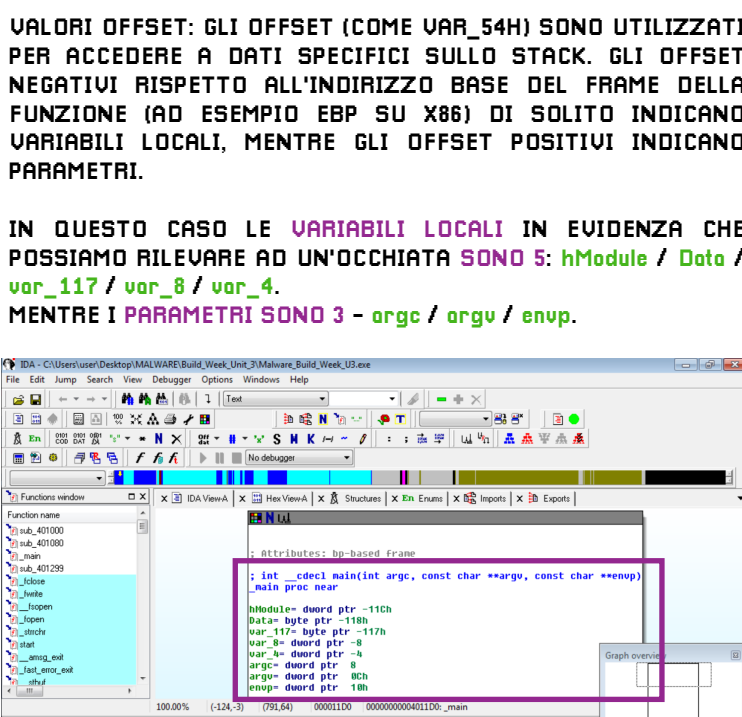 VALORI OFFSET: GLI OFFSET (COME VAR_54H) SONO UTILIZZATI
PER ACCEDERE A DATI SPECIFICI SULLO STACK. GLI OFFSET
NEGATIVI RISPETTO ALL'INDIRIZZO BASE DEL FRAME DELLA
FUNZIONE (AD ESEMPIO EBP SU X86) DI SOLITO INDICANO
VARIABILI LOCALI, MENTRE GLI OFFSET POSITIVI INDICANO
PARAMETRI.
IN QUESTO CASO LE VARIABILI LOCALI IN EVIDENZA CHE
POSSIAMO RILEVARE AD UN'OCCHIATA SONO 5: hModule / Data /
var_117 / var_8 / var_4.
MENTRE I PARAMETRI SONO 3 - argc / argv / envp.
IDA - C:\Users\user\Desktop\MALWARE\Build_Week_Unit_3\Malware_Build_Week_U3.exe
File Edit Jump Search View Debugger Options Windows Help
Text
En
No debugger
Functions window
IDA View-A Hex View-A Structures En Enums Imports Exports
Function name
sub_401000
sub_401080
_main
sub_401299
_fclose
_fwrite
__fsopen
_fopen
_strrchr
start
__amsg_exit
_fast_error_exit
__stbuf
; Attributes: bp-based frame
; int __cdecl main(int argc, const char **argv, const char **envp)
_main proc near
hModule= dword ptr -11Ch
Data= byte ptr -118h
var_117= byte ptr -117h
var_8= dword ptr -8
var_4= dword ptr -4
argc= dword ptr 8
argv= dword ptr 0Ch
envp= dword ptr 10h
Graph overview
100.00% (-124,-3) (791,64) 000011D0 00000000004011D0: _main